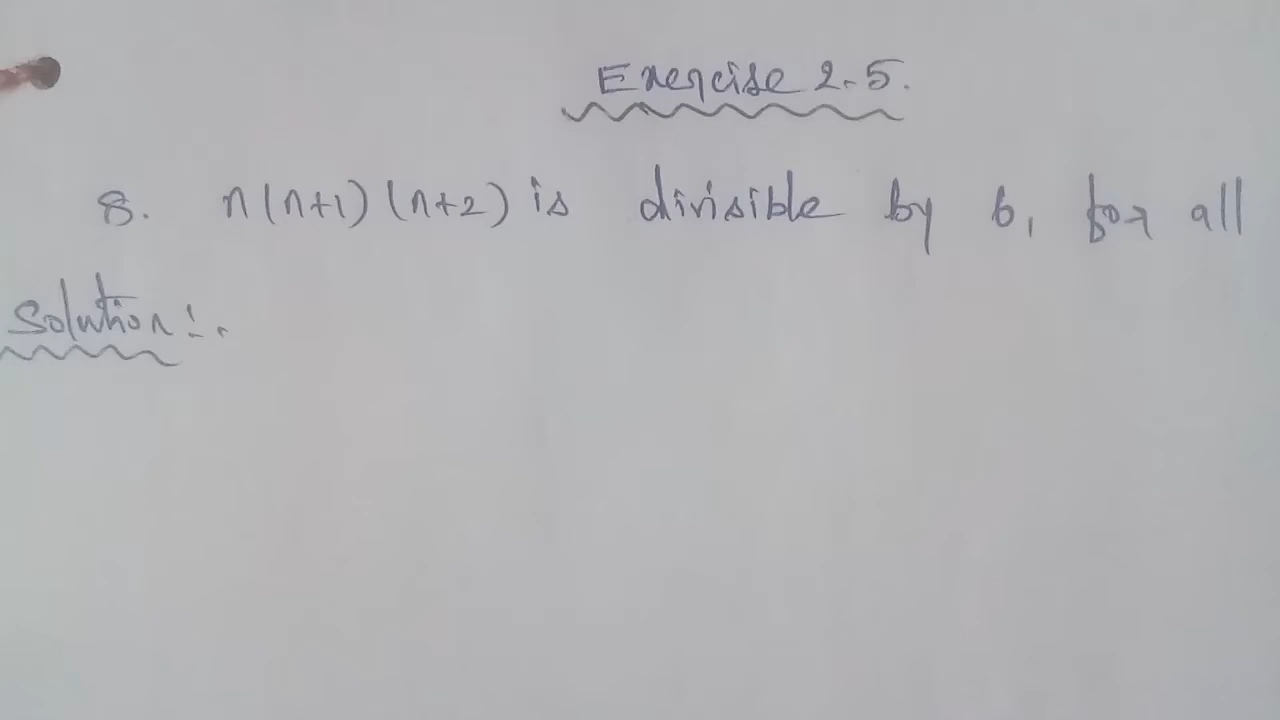 Exercise 2.5.
8. n(n+1) (n+2) is divisible by 6, for all
Solution:.